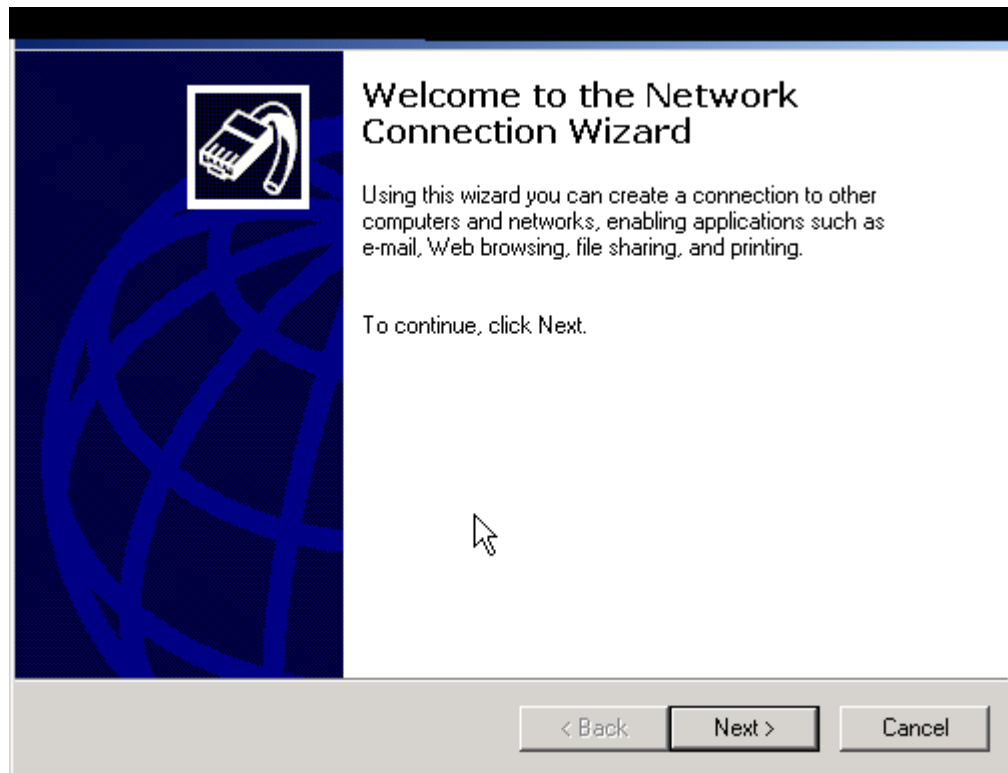 Welcome to the Network
Connection Wizard
Using this wizard you can create a connection to other
computers and networks, enabling applications such as
e-mail, Web browsing, file sharing, and printing.
To continue, click Next.
< Back
Next >
Cancel